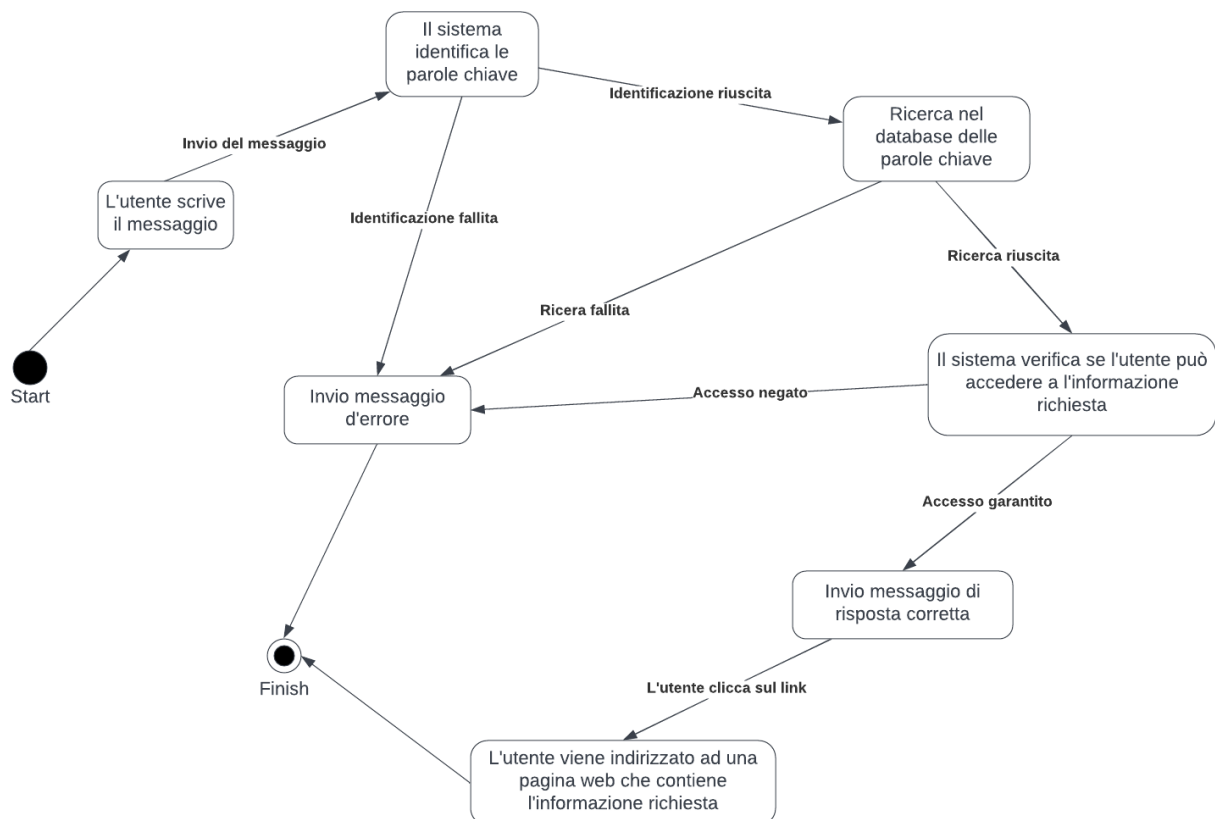 Il sistema
identifica le
parole chiave
Identificazione riuscita
Ricerca nel
database delle
parole chiave
Invio del messaggio
L'utente scrive
il messaggio
Identificazione fallita
Ricerca riuscita
Ricera fallita
Start
Il sistema verifica se l'utente può
accedere a l'informazione
richiesta
Invio messaggio
d'errore
Accesso negato
Accesso garantito
Invio messaggio di
risposta corretta
Finish
L'utente clicca sul link
L'utente viene indirizzato ad una
pagina web che contiene
l'informazione richiesta